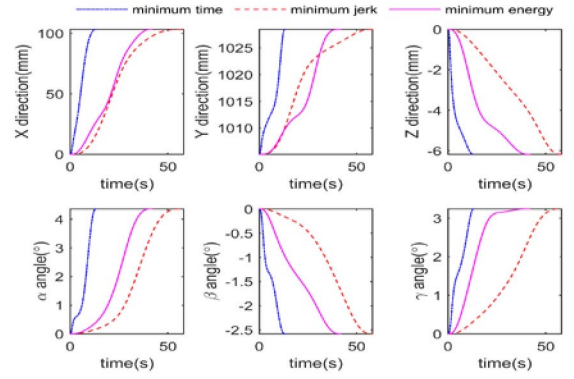 minimum time minimum jerk minimum energy
X direction(mm)
100
50
0
0 50
time(s)
Y direction(mm)
1025
1020
1015
1010
0 50
time(s)
Z direction(mm)
0
-2
-4
-6
0 50
time(s)
α angle(°)
4
3
2
1
0
0 50
time(s)
β angle(°)
0
-0.5
-1
-1.5
-2
-2.5
0 50
time(s)
γ angle(°)
3
2
1
0
0 50
time(s)